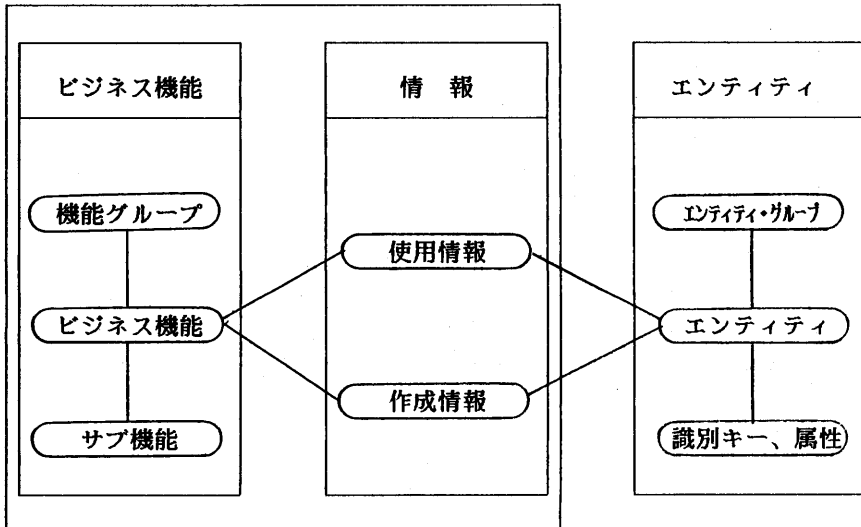 ビジネス機能
情 報
エンティティ
機能グループ
ビジネス機能
サブ機能
使用情報
作成情報
エンティティ・グループ
エンティティ
識別キー、属性